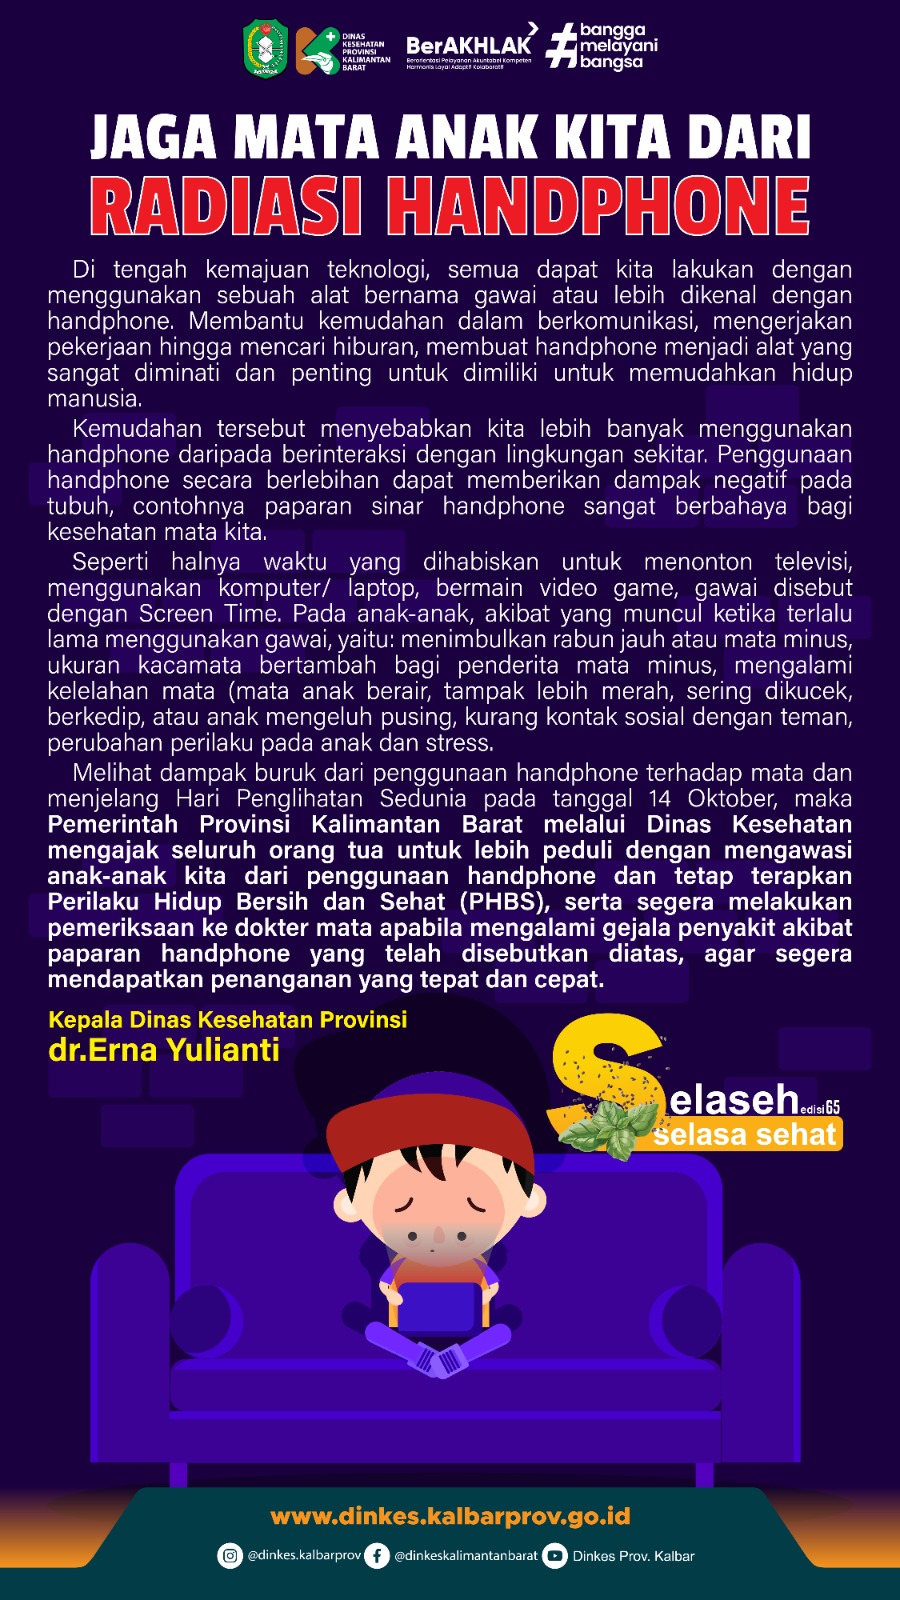 DINAS
KESEHATAN
PROVINSI
KALIMANTAN
BARAT
BerAKHLAK
Berorientasi Pelayanan Akuntabel Kompeten
Harmonis Loyal Adaptif Kolaboratif
#bangga
melayani
bangsa
JAGA MATA ANAK KITA DARI
RADIASI HANDPHONE
Di tengah kemajuan teknologi, semua dapat kita lakukan dengan
menggunakan sebuah alat bernama gawai atau lebih dikenal dengan
handphone. Membantu kemudahan dalam berkomunikasi, mengerjakan
pekerjaan hingga mencari hiburan, membuat handphone menjadi alat yang
sangat diminati dan penting untuk dimiliki untuk memudahkan hidup
manusia.
Kemudahan tersebut menyebabkan kita lebih banyak menggunakan
handphone daripada berinteraksi dengan lingkungan sekitar. Penggunaan
handphone secara berlebihan dapat memberikan dampak negatif pada
tubuh, contohnya paparan sinar handphone sangat berbahaya bagi
kesehatan mata kita.
Seperti halnya waktu yang dihabiskan untuk menonton televisi,
menggunakan komputer/ laptop, bermain video game, gawai disebut
dengan Screen Time. Pada anak-anak, akibat yang muncul ketika terlalu
lama menggunakan gawai, yaitu: menimbulkan rabun jauh atau mata minus,
ukuran kacamata bertambah bagi penderita mata minus, mengalami
kelelahan mata (mata anak berair, tampak lebih merah, sering dikucek,
berkedip, atau anak mengeluh pusing, kurang kontak sosial dengan teman,
perubahan perilaku pada anak dan stress.
Melihat dampak buruk dari penggunaan handphone terhadap mata dan
menjelang Hari Penglihatan Sedunia pada tanggal 14 Oktober, maka
Pemerintah Provinsi Kalimantan Barat melalui Dinas Kesehatan
mengajak seluruh orang tua untuk lebih peduli dengan mengawasi
anak-anak kita dari penggunaan handphone dan tetap terapkan
Perilaku Hidup Bersih dan Sehat (PHBS), serta segera melakukan
pemeriksaan ke dokter mata apabila mengalami gejala penyakit akibat
paparan handphone yang telah disebutkan diatas, agar segera
mendapatkan penanganan yang tepat dan cepat.
Kepala Dinas Kesehatan Provinsi
dr.Erna Yulianti
Selaseh edisi 65
selasa sehat
www.dinkes.kalbarprov.go.id
@dinkes.kalbarprov @dinkeskalimantanbarat Dinkes Prov. Kalbar